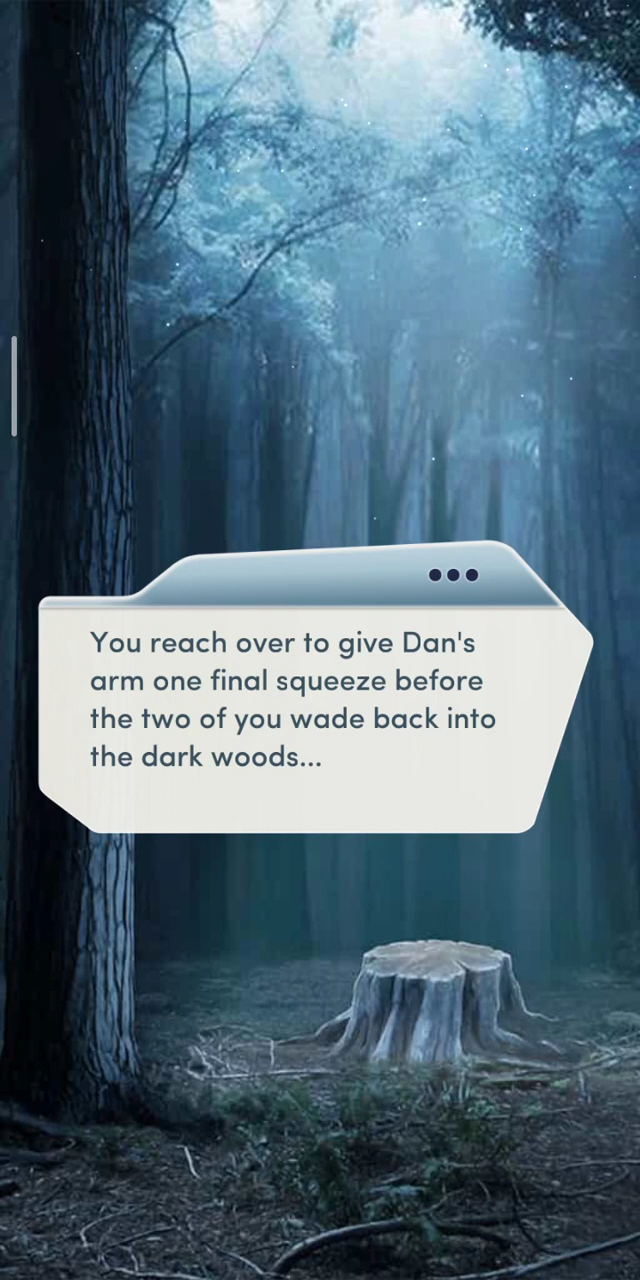 You reach over to give Dan's
arm one final squeeze before
the two of you wade back into
the dark woods...